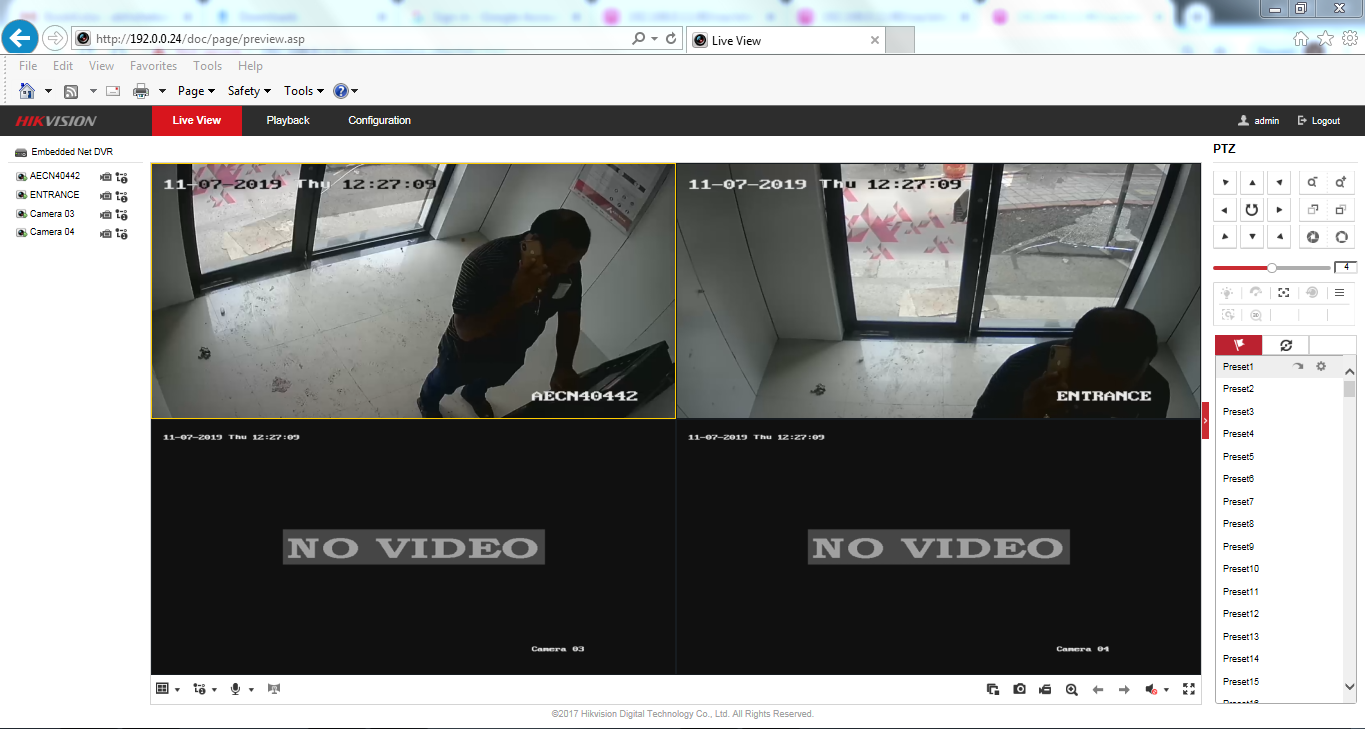 http://192.0.0.24/doc/page/preview.asp
Live View
File Edit View Favorites Tools Help
Page Safety Tools
HIKVISION Live View Playback Configuration admin Logout
Embedded Net DVR
AECN40442
ENTRANCE
Camera 03
Camera 04
11-07-2019 Thu 12:27:09
AECN40442
11-07-2019 Thu 12:27:09
ENTRANCE
11-07-2019 Thu 12:27:09
NO VIDEO
Camera 03
11-07-2019 Thu 12:27:09
NO VIDEO
Camera 04
PTZ
4
3D
Preset1
Preset2
Preset3
Preset4
Preset5
Preset6
Preset7
Preset8
Preset9
Preset10
Preset11
Preset12
Preset13
Preset14
Preset15
Preset16
©2017 Hikvision Digital Technology Co., Ltd. All Rights Reserved.